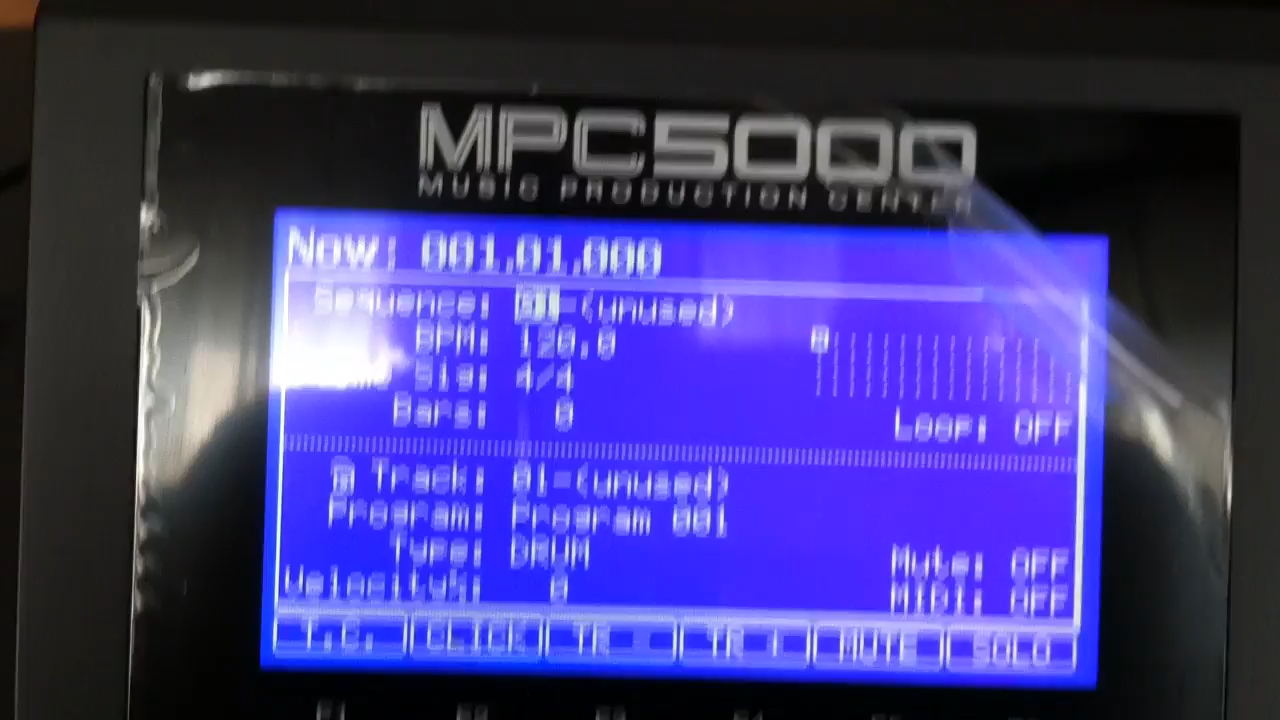 MPC5000
MUSIC PRODUCTION CENTER
Now: 001.01.000
Sequence: 01-(unused)
BPM: 120.0
Sig: 4/4
Bars: 0
Loop: OFF
Track: 01-(unused)
Program: Program 001
Type: DRUM
Mute: OFF
Velocity%: 0
MIDI: OFF
T.C. CLICK TR - TR MUTE SOLO